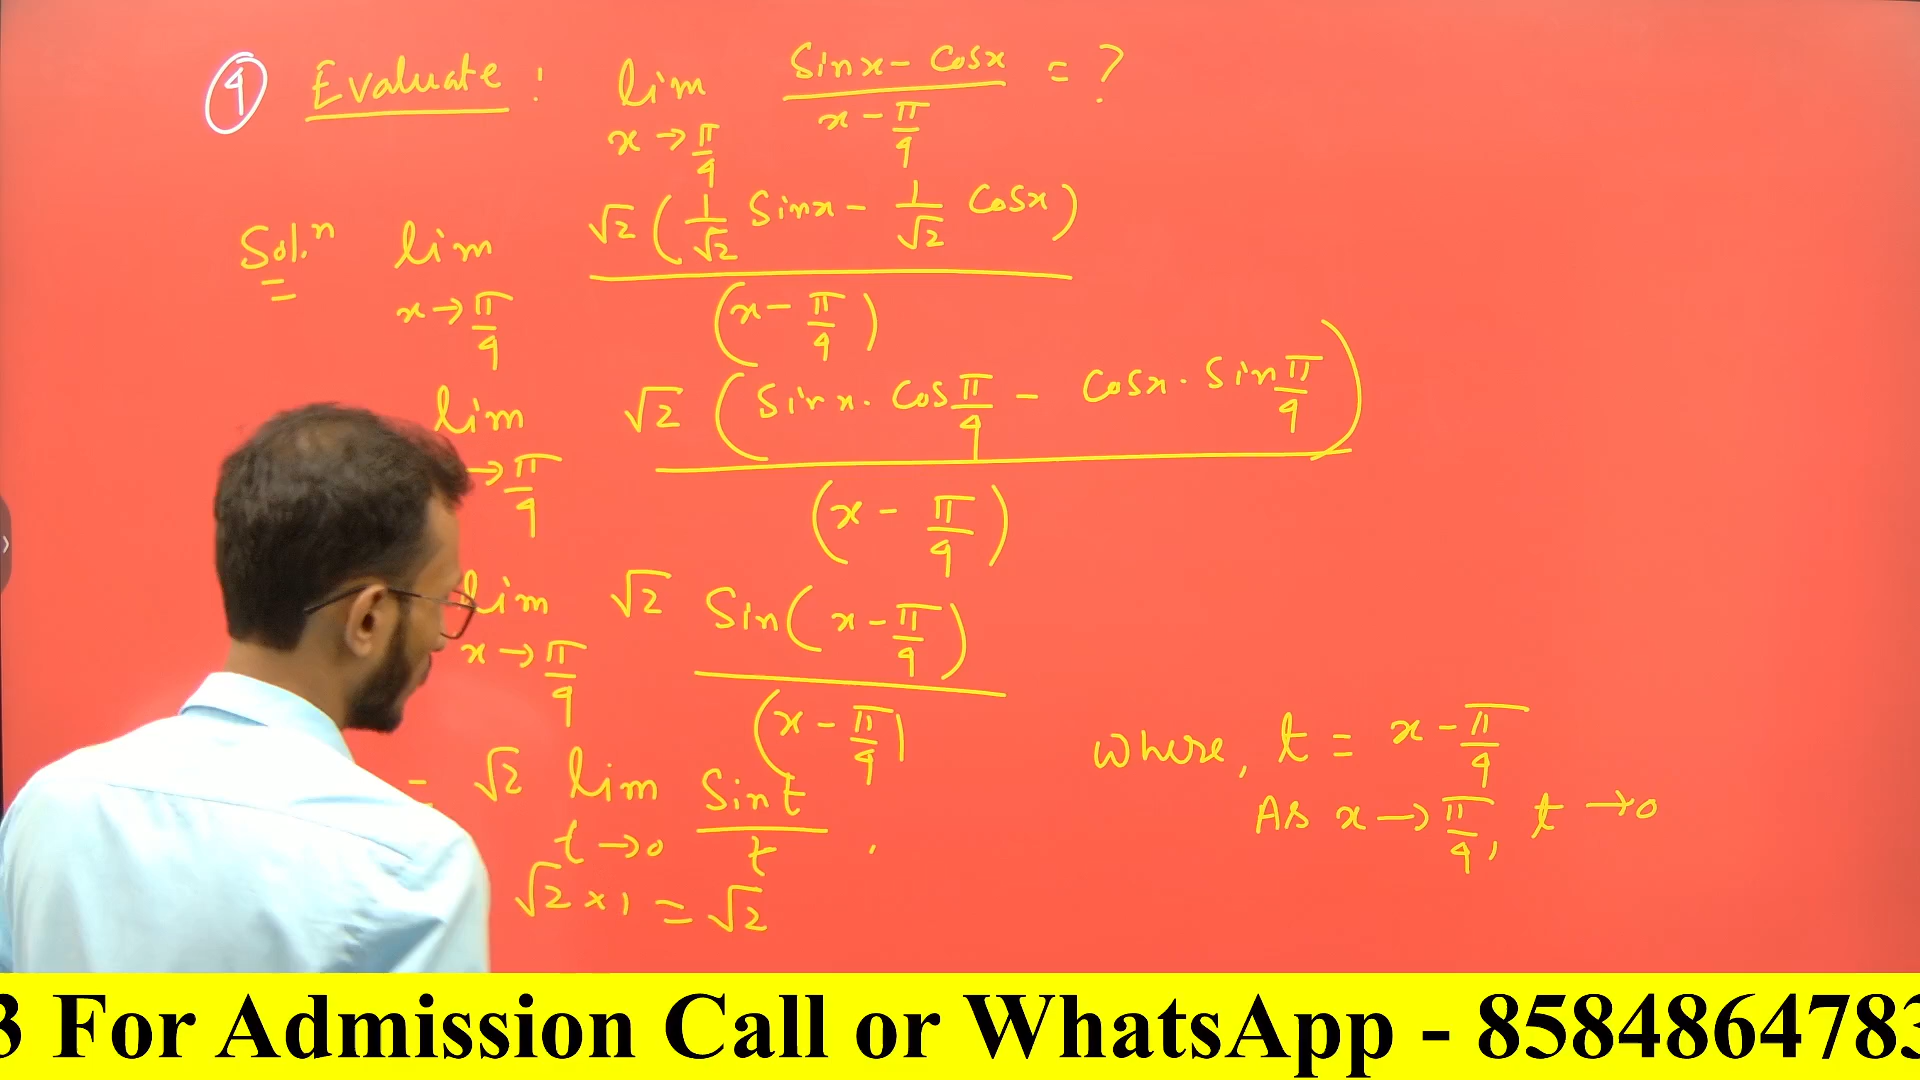 ④ Evaluate : lim x→π/4 (Sinx - Cosx)/(x - π/4) = ?
Sol.ⁿ lim x→π/4 √2 (1/√2 Sinx - 1/√2 Cosx)/(x - π/4)
lim →π/4 √2 (Sinx. Cos π/4 - Cosx. Sin π/4)/(x - π/4)
lim x→π/4 √2 Sin(x - π/4)/(x - π/4)
= √2 lim t→0 Sint/t , where, t = x - π/4
As x→π/4, t→0
√2 × 1 = √2
3 For Admission Call or WhatsApp - 8584864783